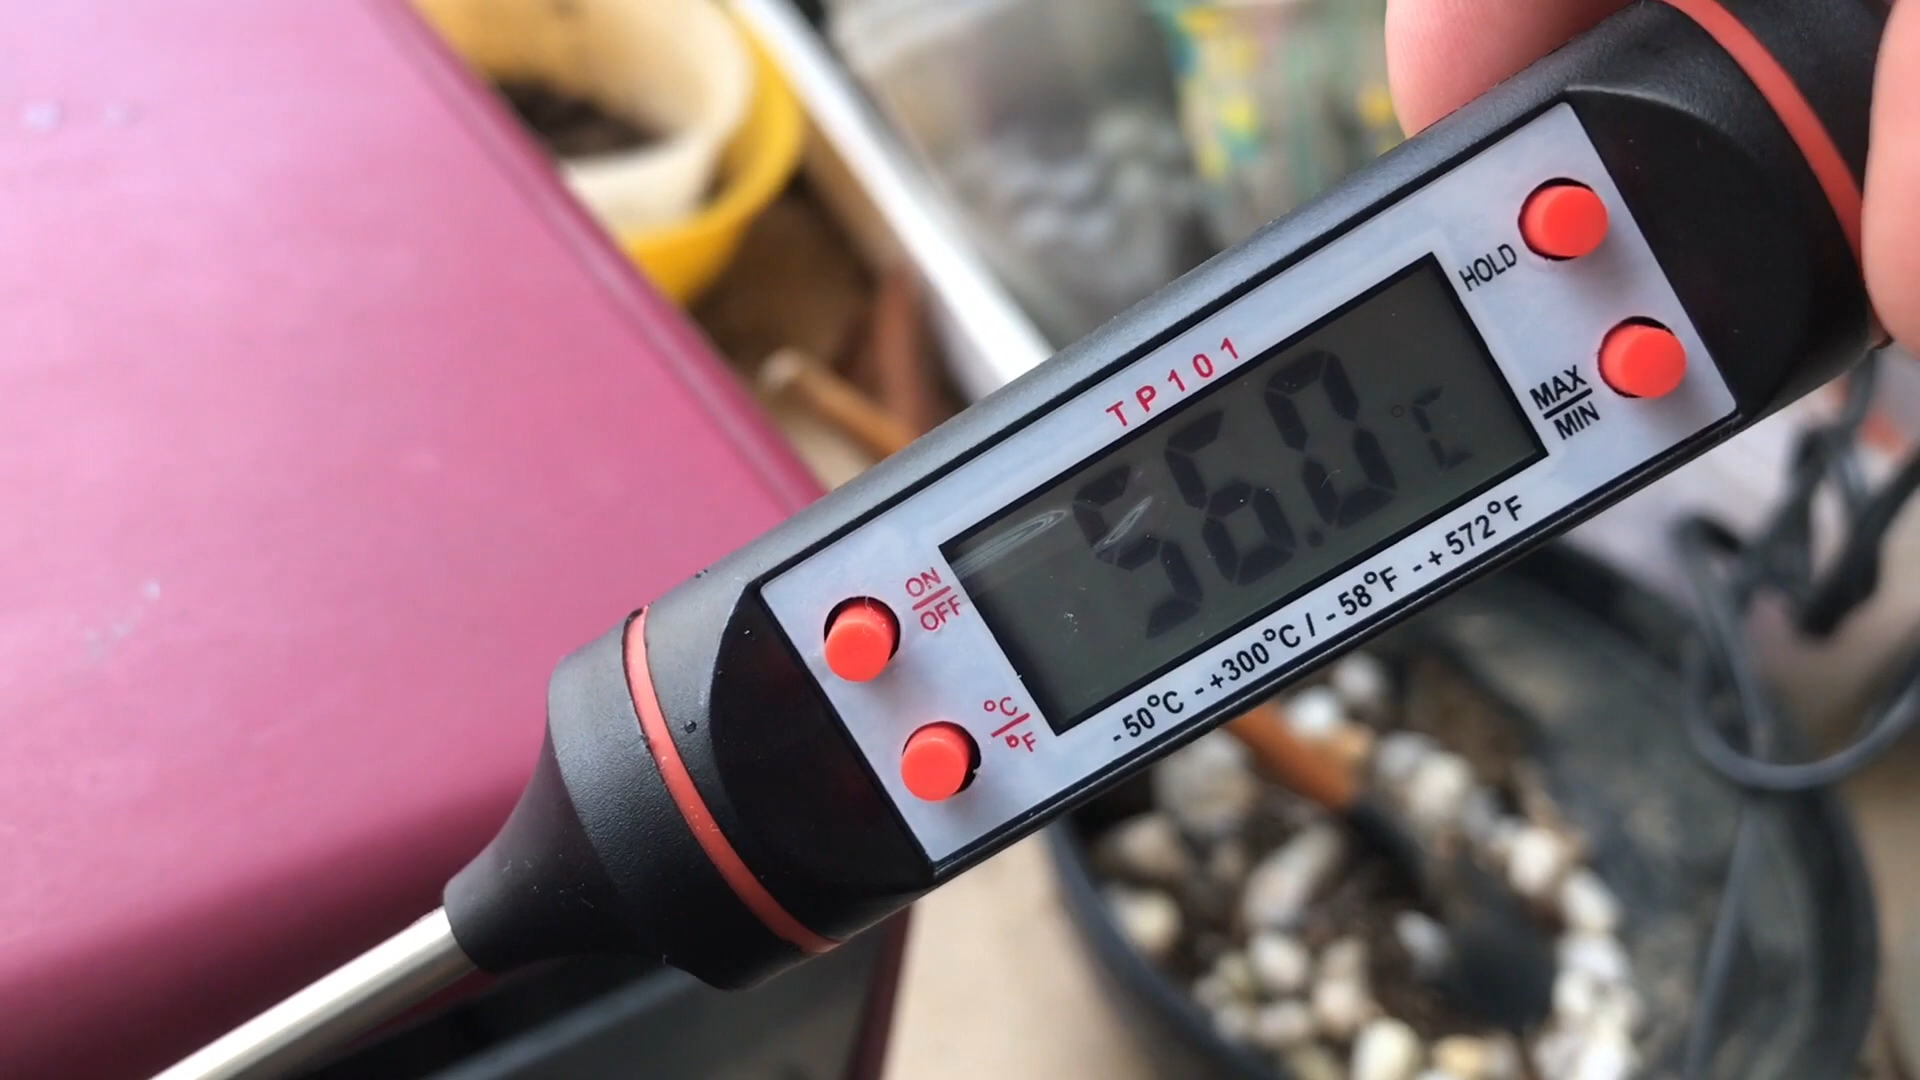 TP101
56.0 °C
HOLD
MAX
MIN
ON
OFF
°C
°F
-50°C -+300°C / -58°F -+572°F